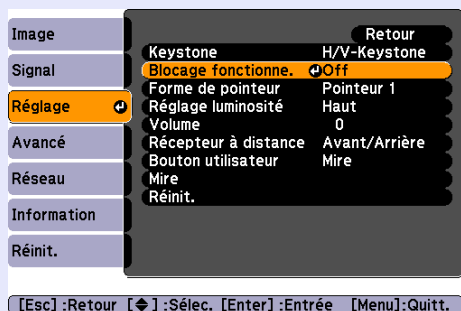 Image
Signal
Réglage
Avancé
Réseau
Information
Réinit.
Retour
Keystone H/V-Keystone
Blocage fonctionne. Off
Forme de pointeur Pointeur 1
Réglage luminosité Haut
Volume 0
Récepteur à distance Avant/Arrière
Bouton utilisateur Mire
Mire
Réinit.
[Esc] :Retour [◆] :Sélec. [Enter] :Entrée [Menu]:Quitt.